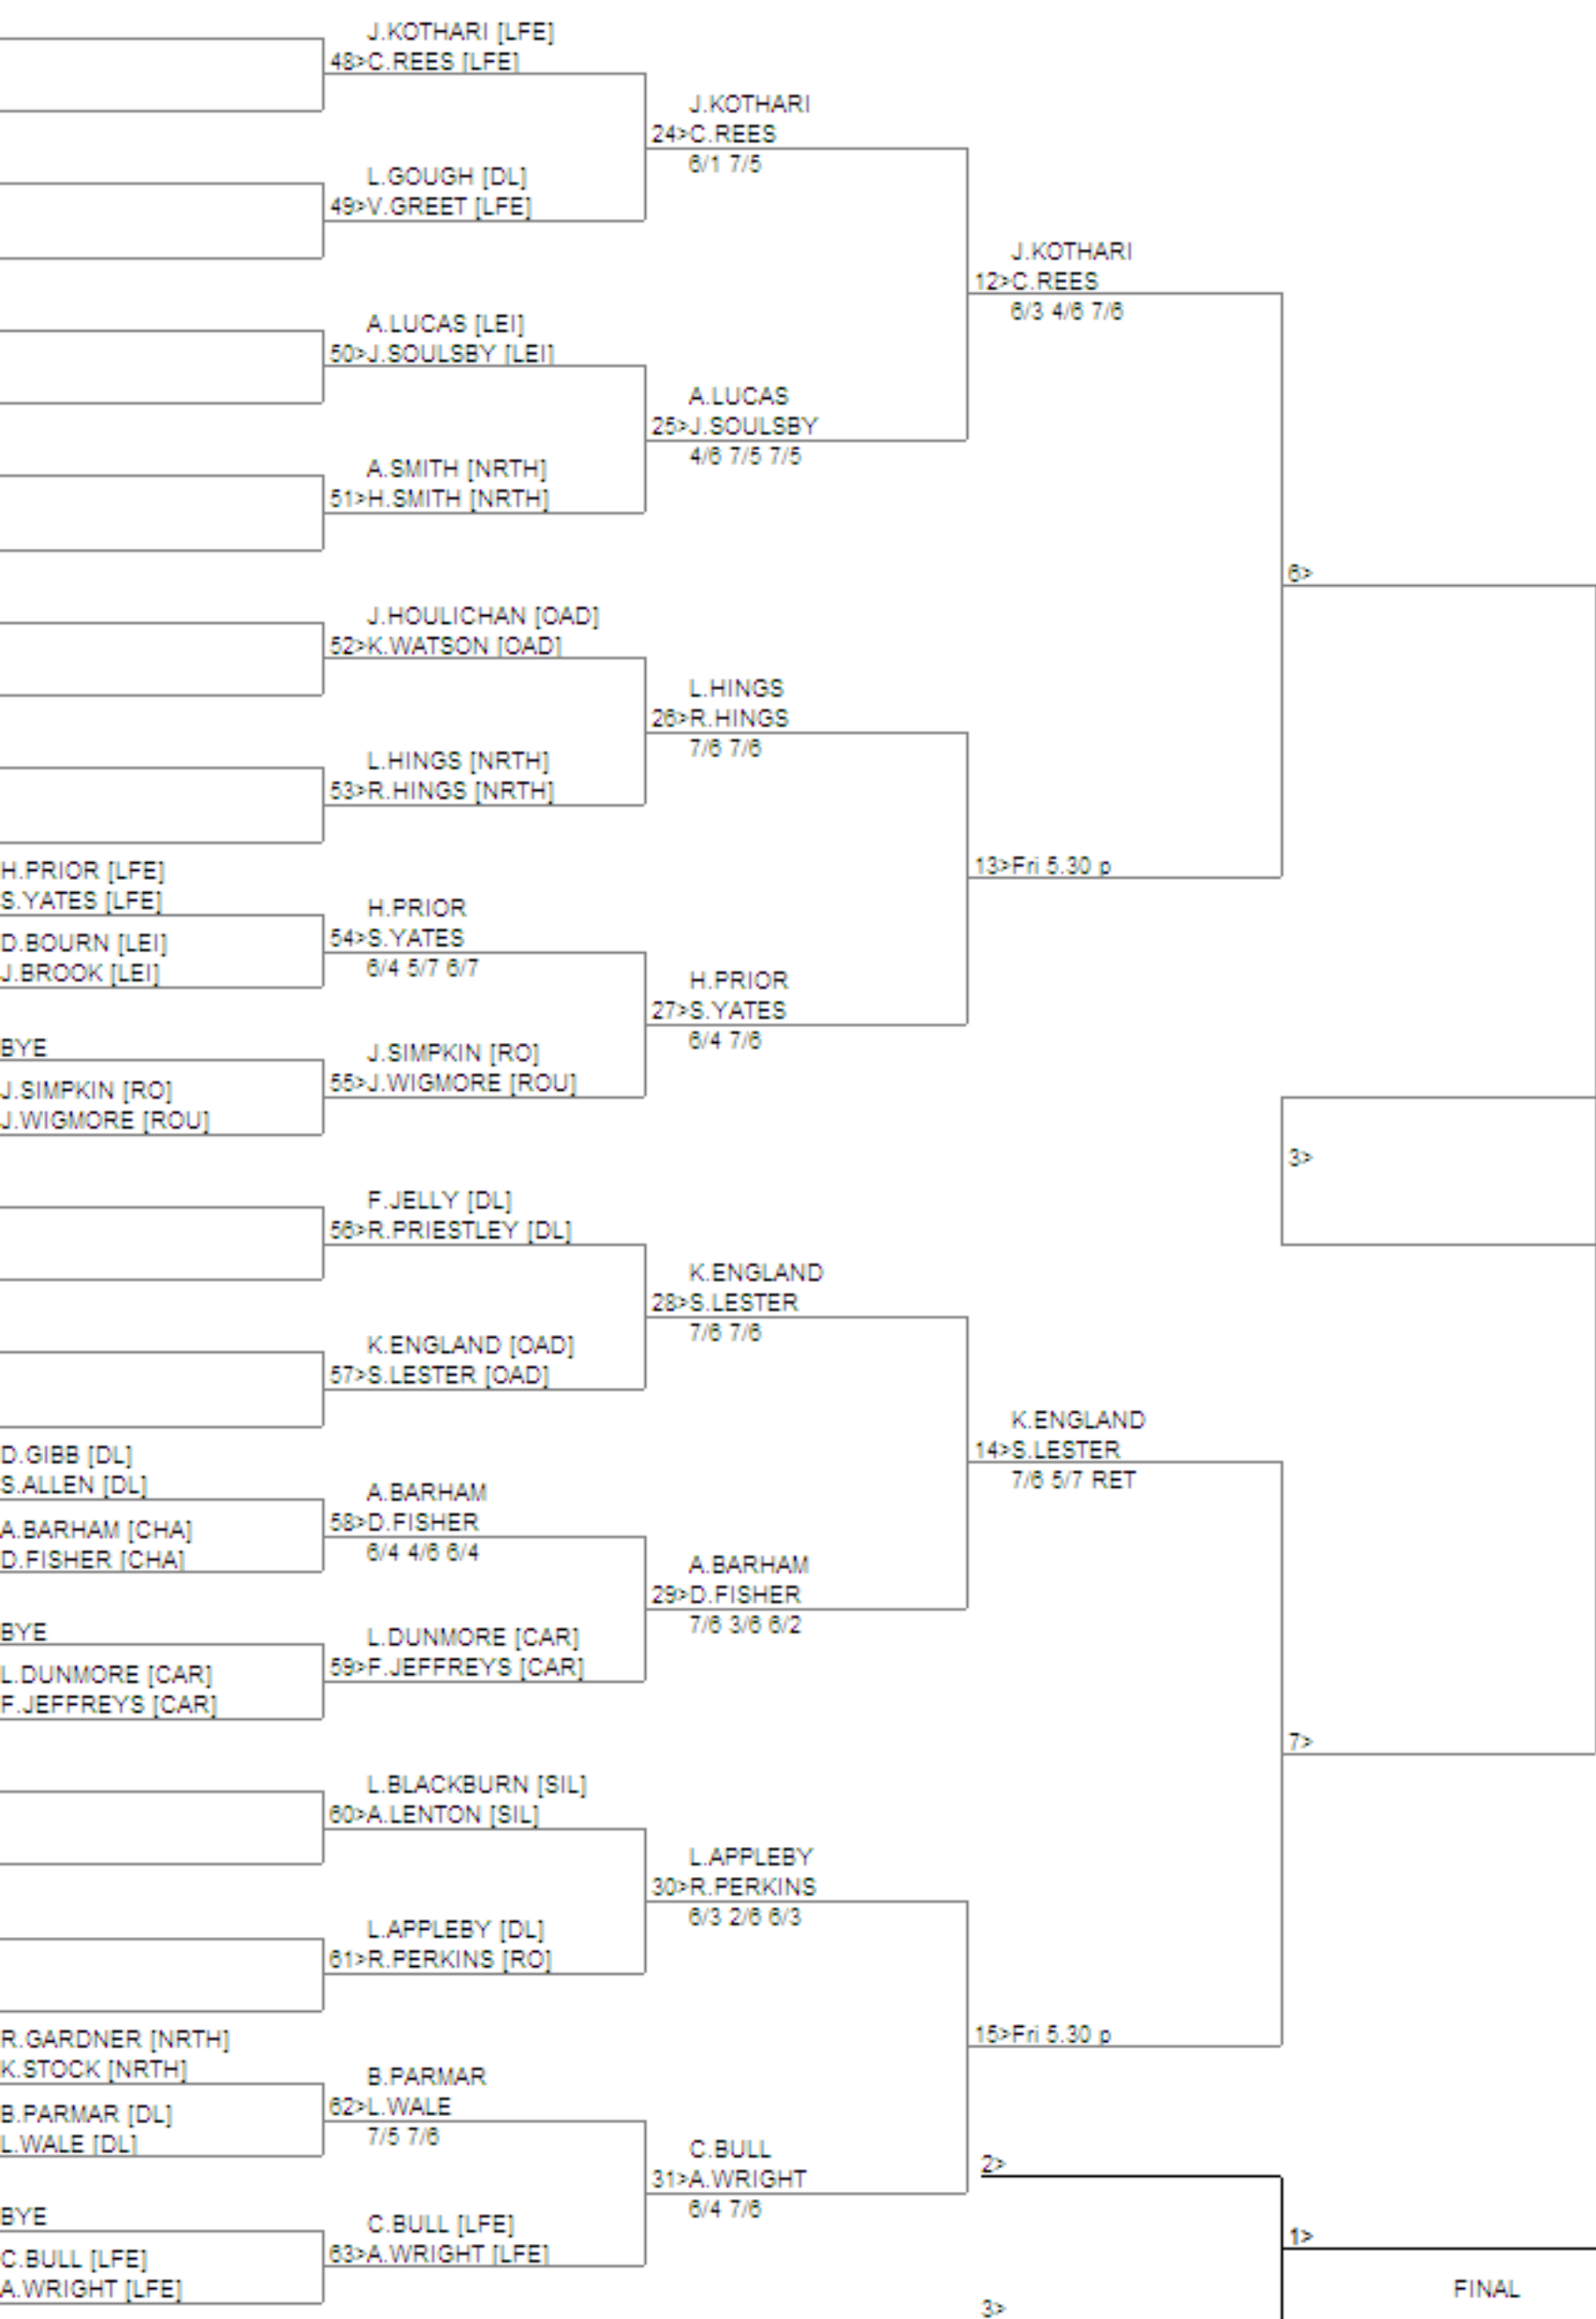 J.KOTHARI [LFE]
48>C.REES [LFE]
J.KOTHARI
24>C.REES
6/1 7/5
L.GOUGH [DL]
49>V.GREET [LFE]
J.KOTHARI
12>C.REES
6/3 4/6 7/6
A.LUCAS [LEI]
50>J.SOULSBY [LEI]
A.LUCAS
25>J.SOULSBY
4/6 7/5 7/5
A.SMITH [NRTH]
51>H.SMITH [NRTH]
6>
J.HOULICHAN [OAD]
52>K.WATSON [OAD]
L.HINGS
26>R.HINGS
7/6 7/6
L.HINGS [NRTH]
53>R.HINGS [NRTH]
13>Fri 5.30 p
H.PRIOR [LFE]
S.YATES [LFE]
H.PRIOR
54>S.YATES
6/4 5/7 6/7
D.BOURN [LEI]
J.BROOK [LEI]
H.PRIOR
27>S.YATES
6/4 7/6
BYE
J.SIMPKIN [RO]
55>J.WIGMORE [ROU]
J.SIMPKIN [RO]
J.WIGMORE [ROU]
3>
F.JELLY [DL]
56>R.PRIESTLEY [DL]
K.ENGLAND
28>S.LESTER
7/6 7/6
K.ENGLAND [OAD]
57>S.LESTER [OAD]
K.ENGLAND
14>S.LESTER
7/6 5/7 RET
D.GIBB [DL]
S.ALLEN [DL]
A.BARHAM
58>D.FISHER
6/4 4/6 6/4
A.BARHAM [CHA]
D.FISHER [CHA]
A.BARHAM
29>D.FISHER
7/6 3/6 6/2
BYE
L.DUNMORE [CAR]
59>F.JEFFREYS [CAR]
L.DUNMORE [CAR]
F.JEFFREYS [CAR]
7>
L.BLACKBURN [SIL]
60>A.LENTON [SIL]
L.APPLEBY
30>R.PERKINS
6/3 2/6 6/3
L.APPLEBY [DL]
61>R.PERKINS [RO]
15>Fri 5.30 p
R.GARDNER [NRTH]
K.STOCK [NRTH]
B.PARMAR
62>L.WALE
7/5 7/6
B.PARMAR [DL]
L.WALE [DL]
C.BULL
31>A.WRIGHT
6/4 7/6
2>
BYE
C.BULL [LFE]
63>A.WRIGHT [LFE]
C.BULL [LFE]
A.WRIGHT [LFE]
1>
FINAL
3>